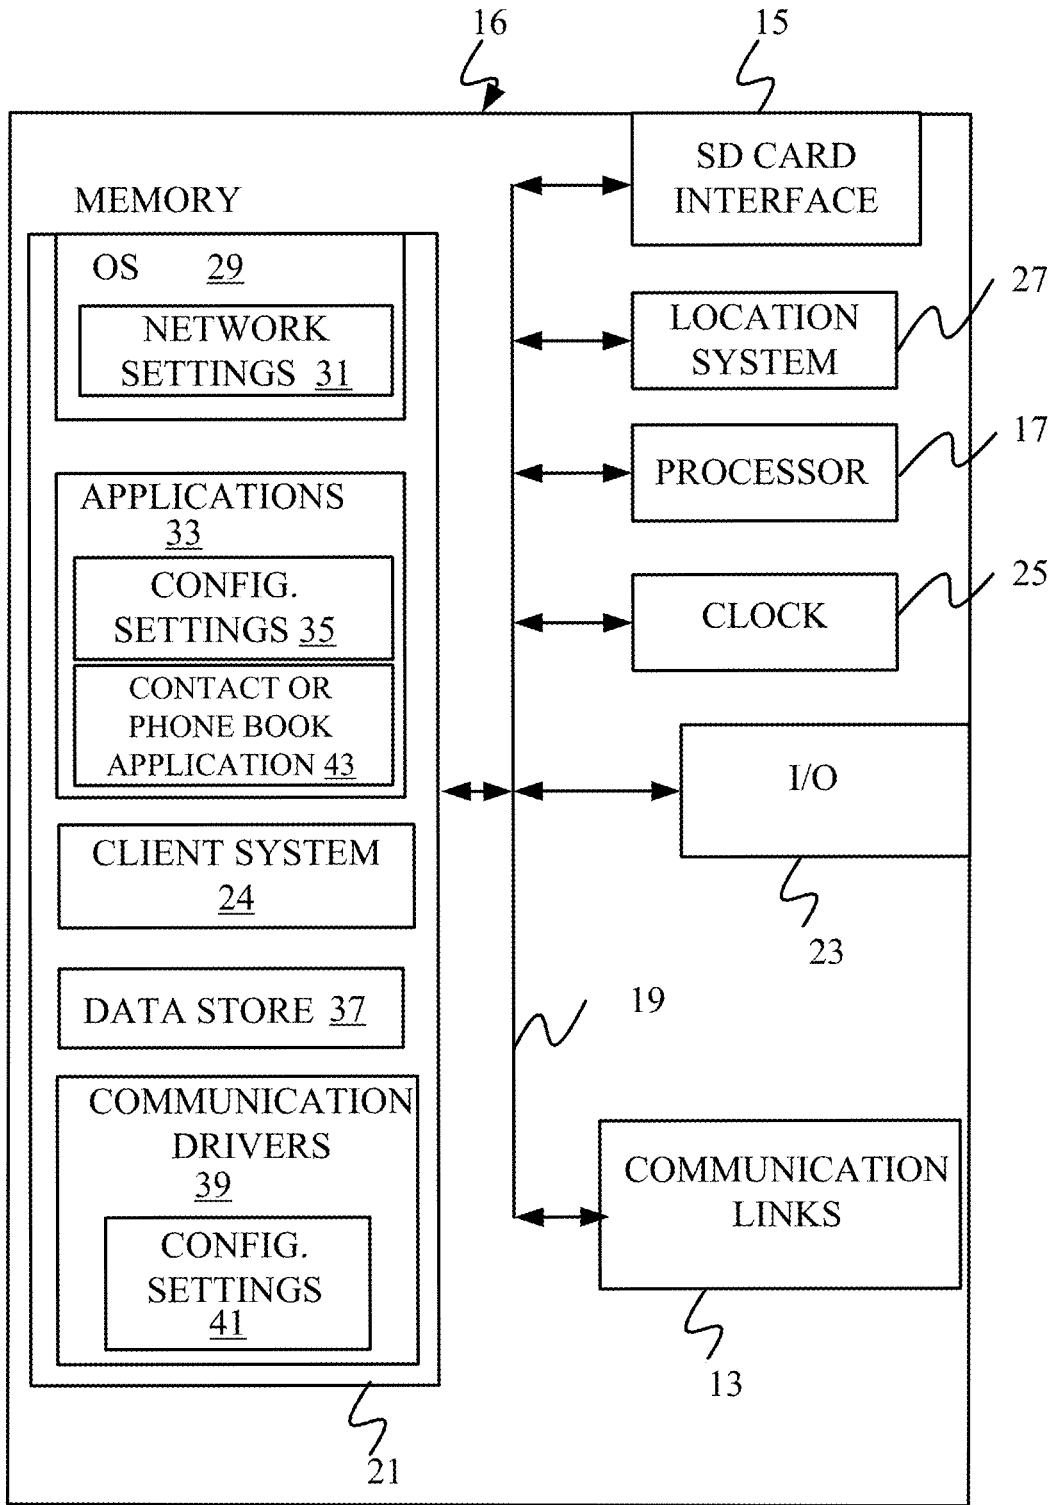 16
15
SD CARD
INTERFACE
MEMORY
OS 29
NETWORK
SETTINGS 31
27
LOCATION
SYSTEM
17
PROCESSOR
APPLICATIONS
33
CONFIG.
SETTINGS 35
CONTACT OR
PHONE BOOK
APPLICATION 43
25
CLOCK
I/O
23
CLIENT SYSTEM
24
DATA STORE 37
19
COMMUNICATION
DRIVERS
39
CONFIG.
SETTINGS
41
COMMUNICATION
LINKS
13
21